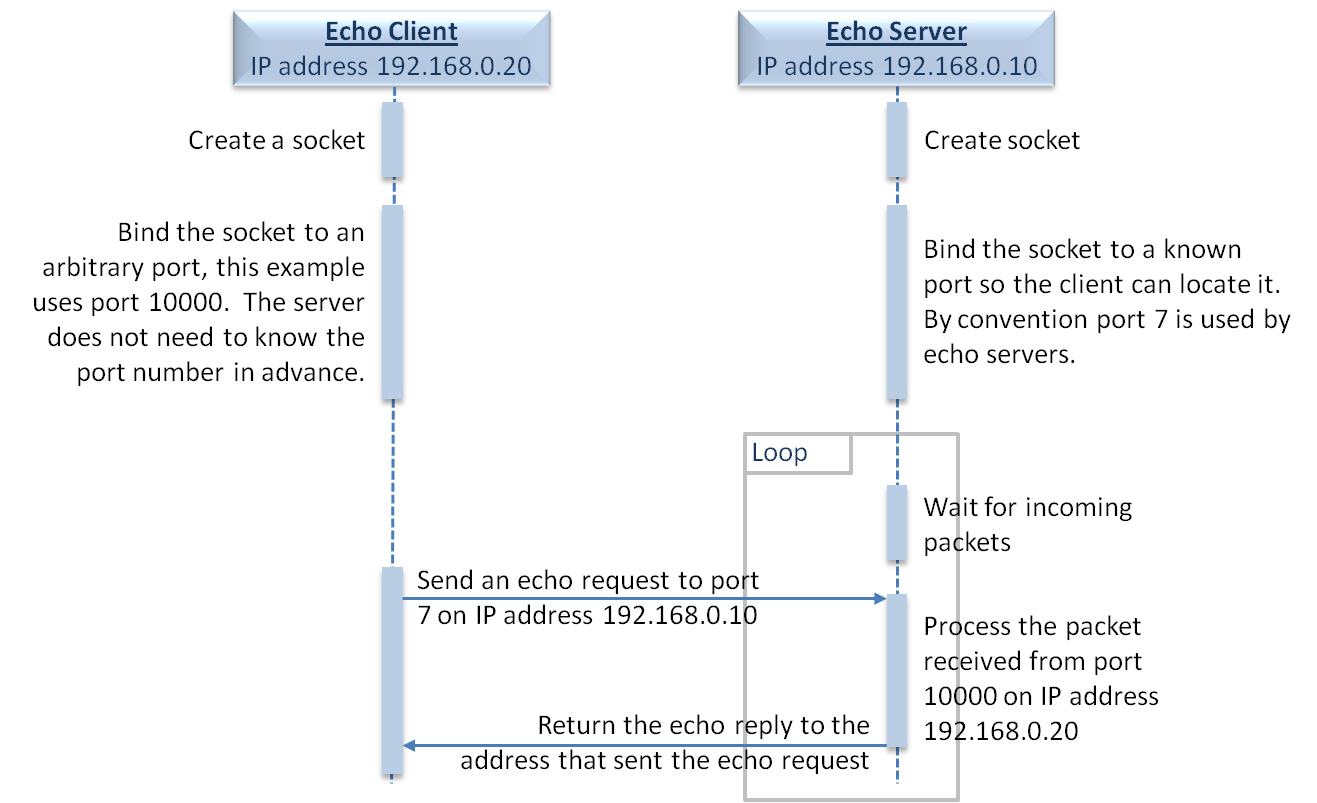 Echo Client
IP address 192.168.0.20
Echo Server
IP address 192.168.0.10
Create a socket
Create socket
Bind the socket to an
arbitrary port, this example
uses port 10000.  The server
does not need to know the
port number in advance.
Bind the socket to a known
port so the client can locate it.
By convention port 7 is used by
echo servers.
Loop
Wait for incoming
packets
Send an echo request to port
7 on IP address 192.168.0.10
Process the packet
received from port
10000 on IP address
192.168.0.20
Return the echo reply to the
address that sent the echo request